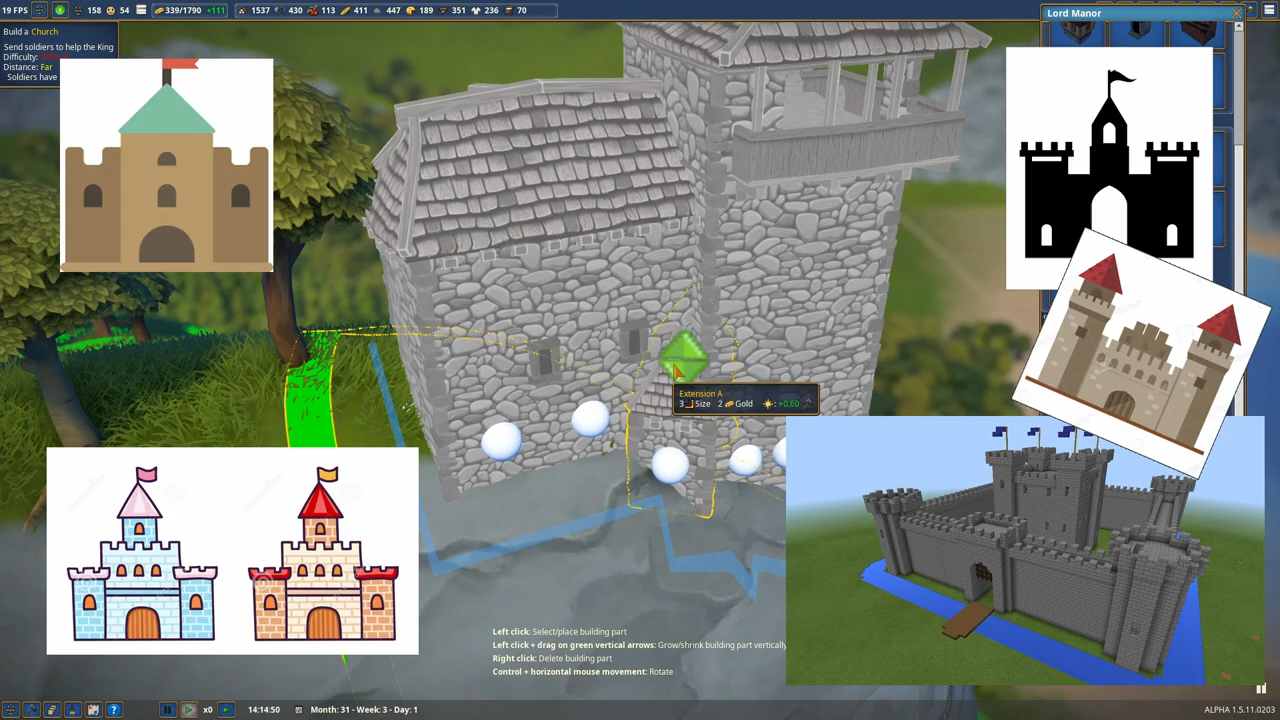 19 FPS 158 54 339/1790 +111 1537 430 113 411 447 189 351 236 70
Lord Manor
Build a Church
Send soldiers to help the King
Difficulty:
Distance: Far
Soldiers have
Extension A
3 Size 2 Gold : +0.60
Left click: Select/place building part
Left click + drag on green vertical arrows: Grow/shrink building part vertically
Right click: Delete building part
Control + horizontal mouse movement: Rotate
x0 14:14:50 Month: 31 - Week: 3 - Day: 1
ALPHA 1.5.11.0203